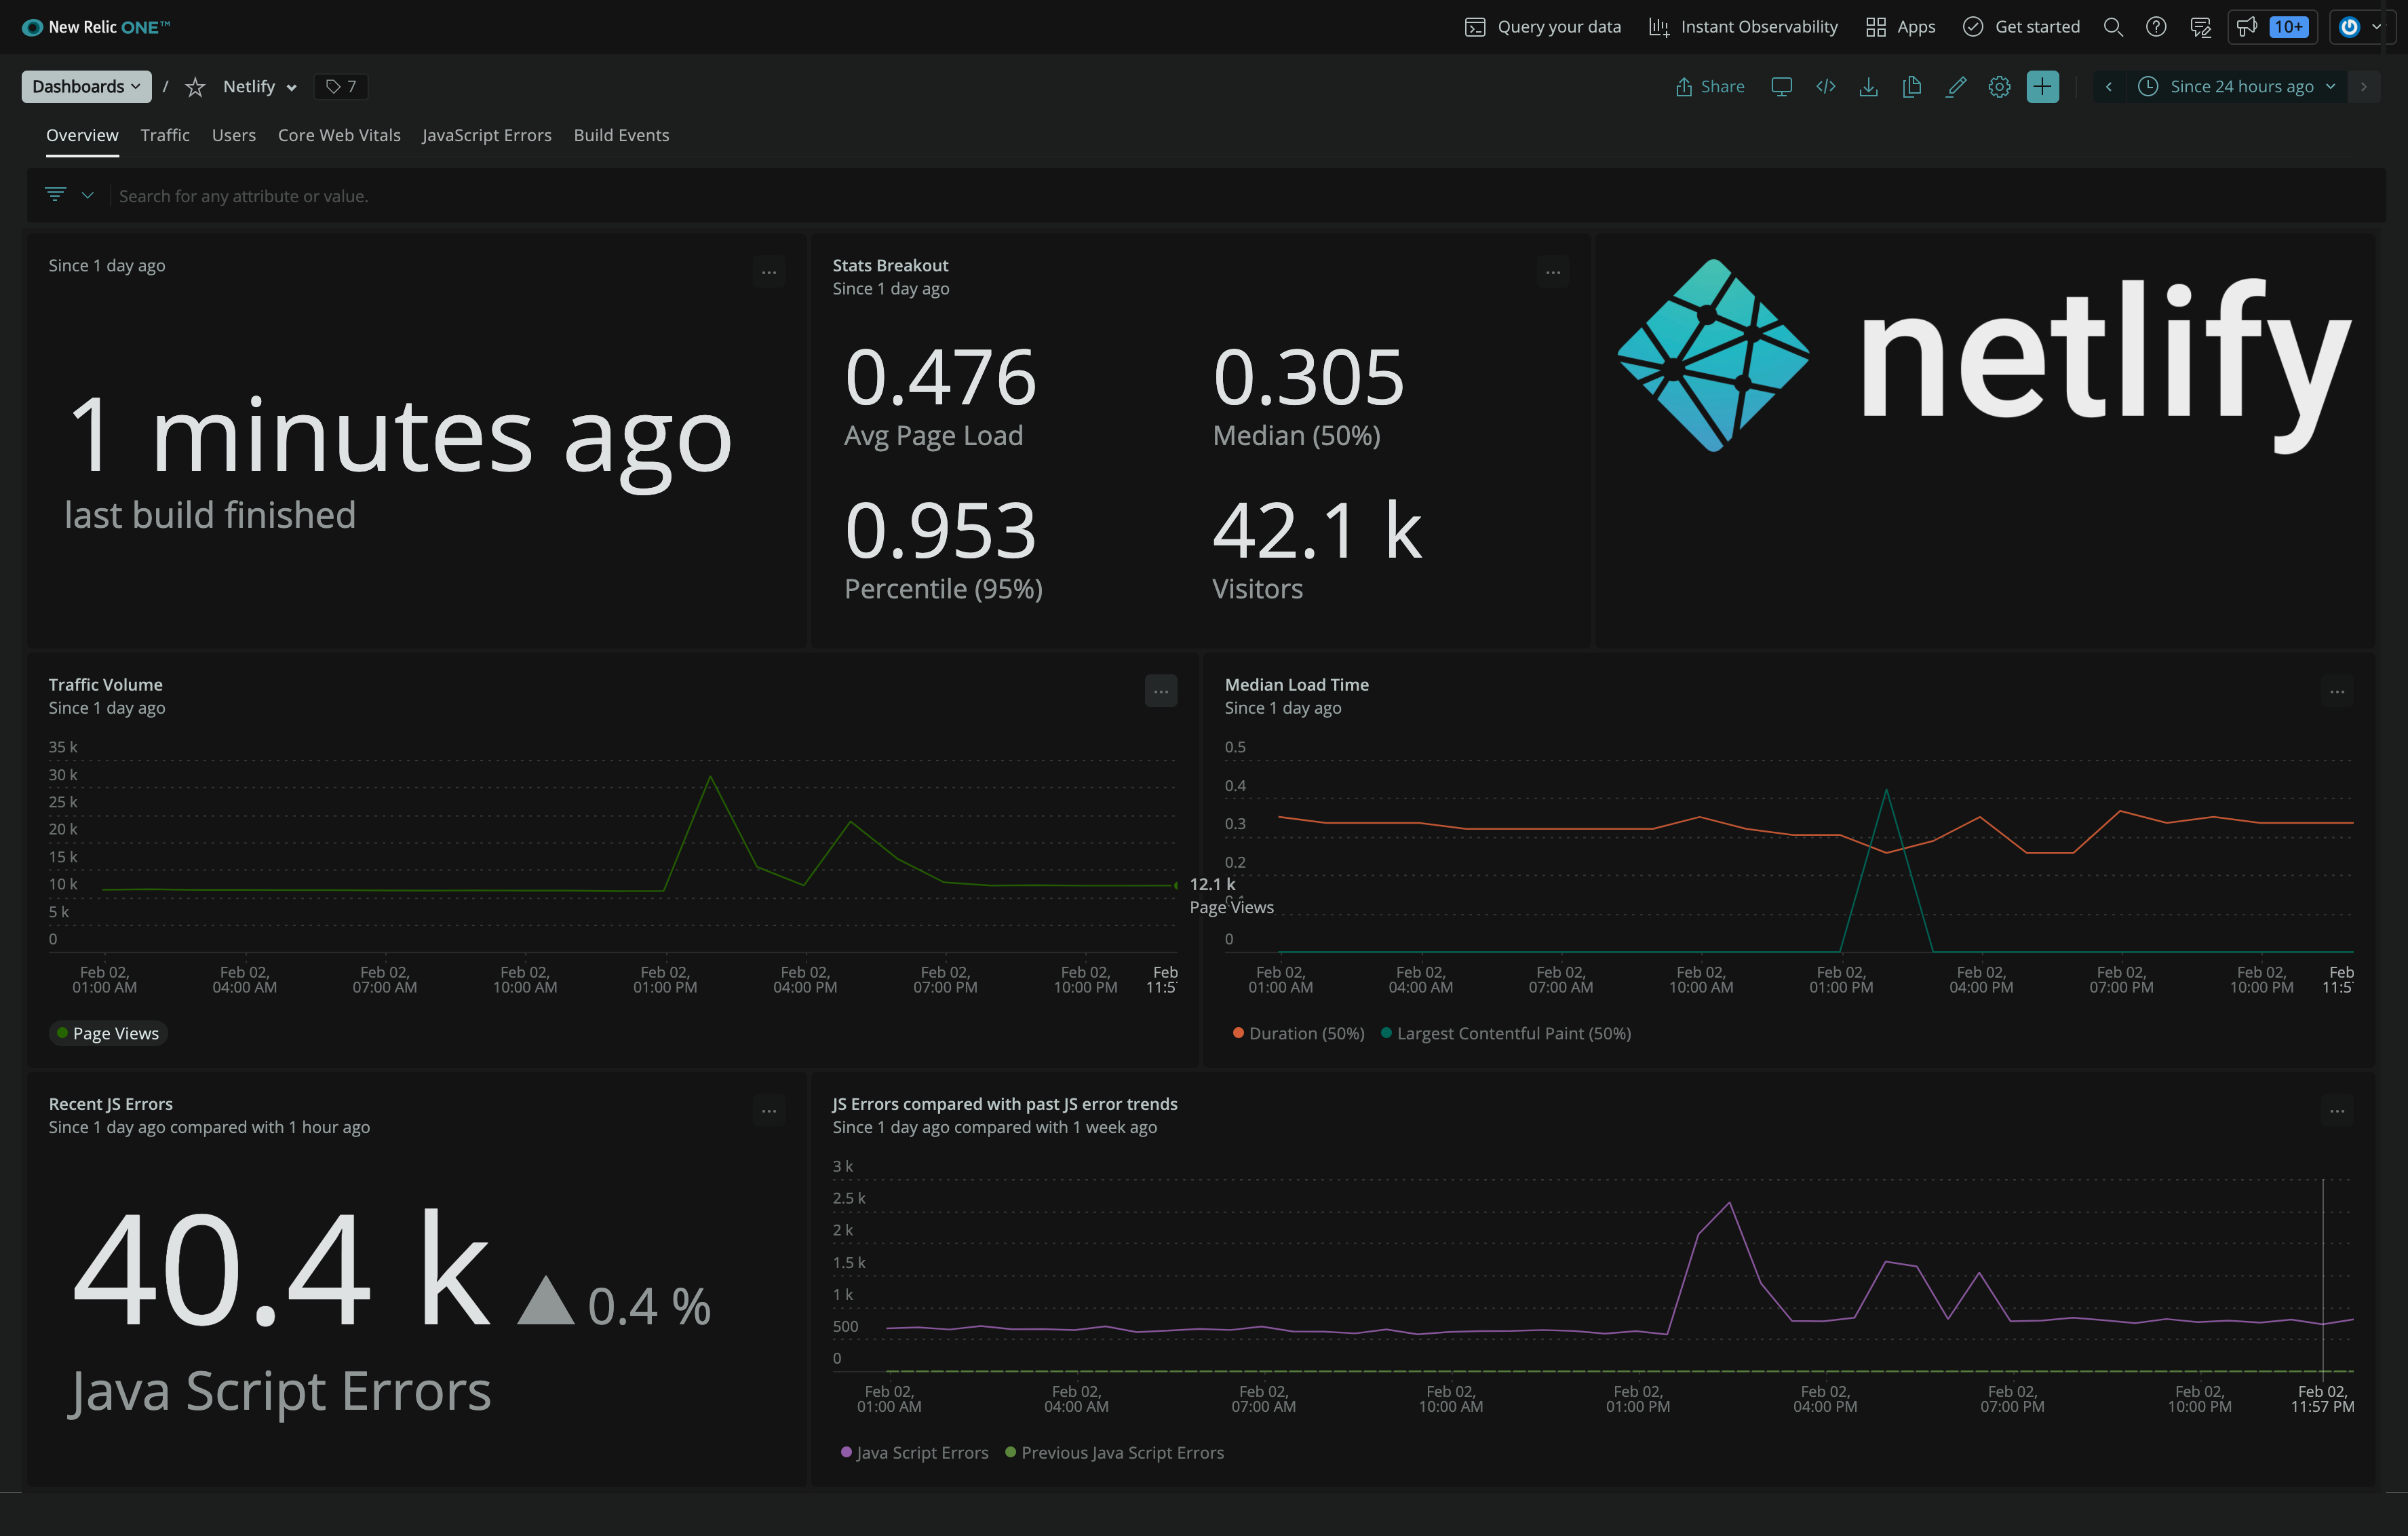 New Relic ONE™
Query your data
Instant Observability
Apps
Get started
10+
Dashboards
/
Netlify
7
Share
Since 24 hours ago
Overview
Traffic
Users
Core Web Vitals
JavaScript Errors
Build Events
Search for any attribute or value.
Since 1 day ago
...
1 minutes ago
last build finished
Stats Breakout
Since 1 day ago
...
0.476
Avg Page Load
0.305
Median (50%)
0.953
Percentile (95%)
42.1 k
Visitors
netlify
Traffic Volume
Since 1 day ago
...
35 k
30 k
25 k
20 k
15 k
10 k
5 k
0
12.1 k
Page Views
Feb 02,
01:00 AM
Feb 02,
04:00 AM
Feb 02,
07:00 AM
Feb 02,
10:00 AM
Feb 02,
01:00 PM
Feb 02,
04:00 PM
Feb 02,
07:00 PM
Feb 02,
10:00 PM
Feb
11:5
Page Views
Median Load Time
Since 1 day ago
...
0.5
0.4
0.3
0.2
0
Feb 02,
01:00 AM
Feb 02,
04:00 AM
Feb 02,
07:00 AM
Feb 02,
10:00 AM
Feb 02,
01:00 PM
Feb 02,
04:00 PM
Feb 02,
07:00 PM
Feb 02,
10:00 PM
Feb
11:5
Duration (50%)
Largest Contentful Paint (50%)
Recent JS Errors
Since 1 day ago compared with 1 hour ago
...
40.4 k
0.4 %
Java Script Errors
JS Errors compared with past JS error trends
Since 1 day ago compared with 1 week ago
...
3 k
2.5 k
2 k
1.5 k
1 k
500
0
Feb 02,
01:00 AM
Feb 02,
04:00 AM
Feb 02,
07:00 AM
Feb 02,
10:00 AM
Feb 02,
01:00 PM
Feb 02,
04:00 PM
Feb 02,
07:00 PM
Feb 02,
10:00 PM
Feb 02,
11:57 PM
Java Script Errors
Previous Java Script Errors